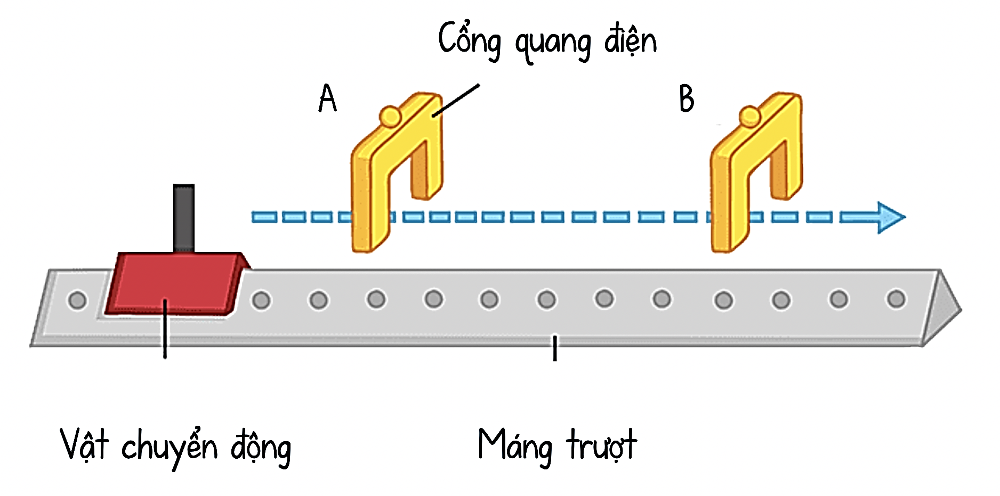 Cổng quang điện
A
B
Vật chuyển động
Máng trượt